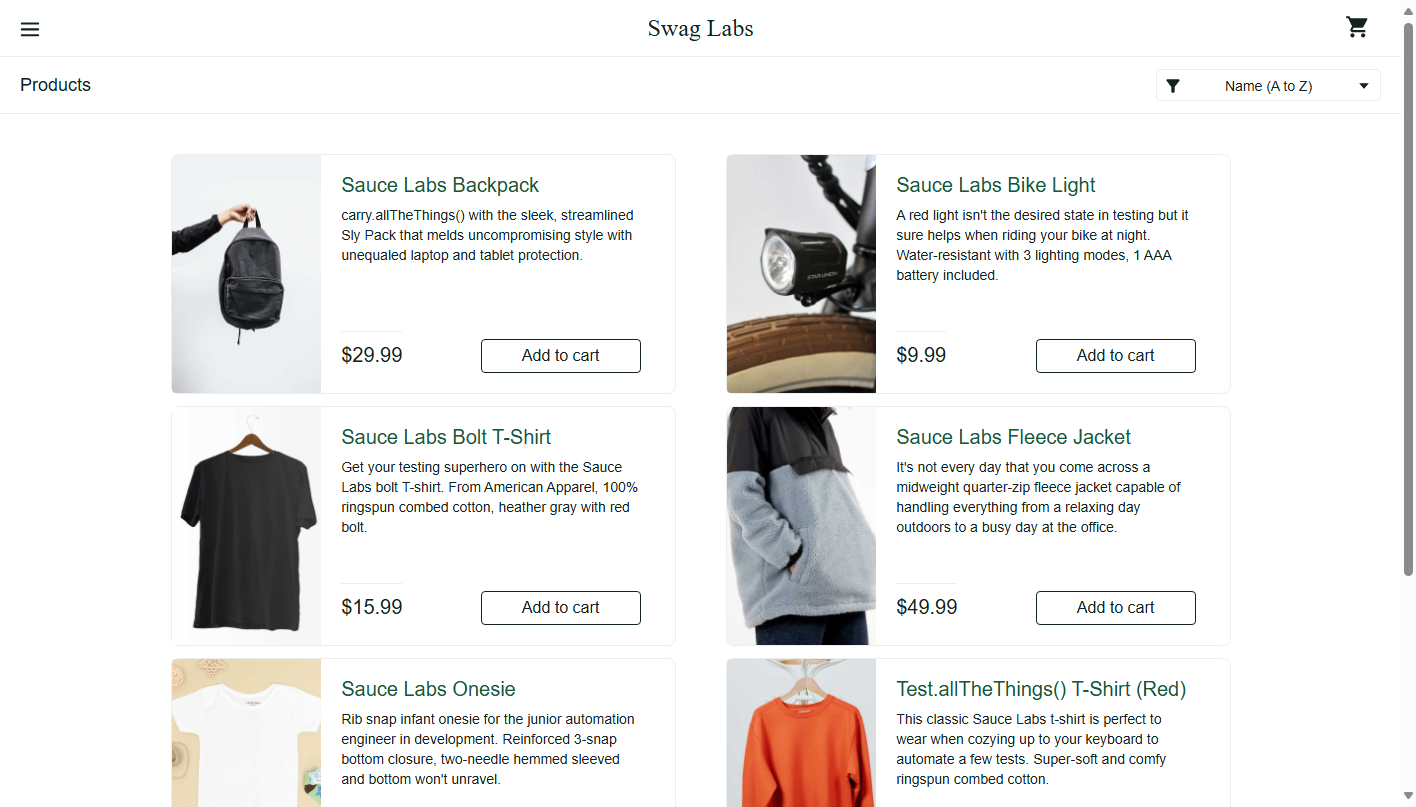 Swag Labs
Products
Name (A to Z)
Sauce Labs Backpack
carry.allTheThings() with the sleek, streamlined
Sly Pack that melds uncompromising style with
unequaled laptop and tablet protection.
$29.99
Add to cart
Sauce Labs Bike Light
A red light isn't the desired state in testing but it
sure helps when riding your bike at night.
Water-resistant with 3 lighting modes, 1 AAA
battery included.
$9.99
Add to cart
STAR UNION
Sauce Labs Bolt T-Shirt
Get your testing superhero on with the Sauce
Labs bolt T-shirt. From American Apparel, 100%
ringspun combed cotton, heather gray with red
bolt.
$15.99
Add to cart
Sauce Labs Fleece Jacket
It's not every day that you come across a
midweight quarter-zip fleece jacket capable of
handling everything from a relaxing day
outdoors to a busy day at the office.
$49.99
Add to cart
Sauce Labs Onesie
Rib snap infant onesie for the junior automation
engineer in development. Reinforced 3-snap
bottom closure, two-needle hemmed sleeved
and bottom won't unravel.
Test.allTheThings() T-Shirt (Red)
This classic Sauce Labs t-shirt is perfect to
wear when cozying up to your keyboard to
automate a few tests. Super-soft and comfy
ringspun combed cotton.